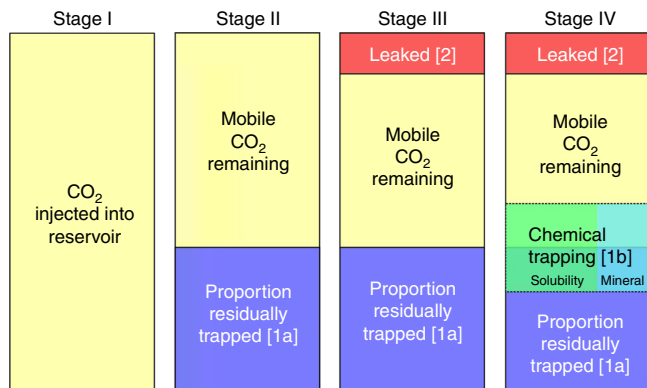 Stage I
CO2
injected into
reservoir
Stage II
Mobile
CO2
remaining
Proportion
residually
trapped [1a]
Stage III
Leaked [2]
Mobile
CO2
remaining
Proportion
residually
trapped [1a]
Stage IV
Leaked [2]
Mobile
CO2
remaining
Chemical
trapping [1b]
Solubility Mineral
Proportion
residually
trapped [1a]